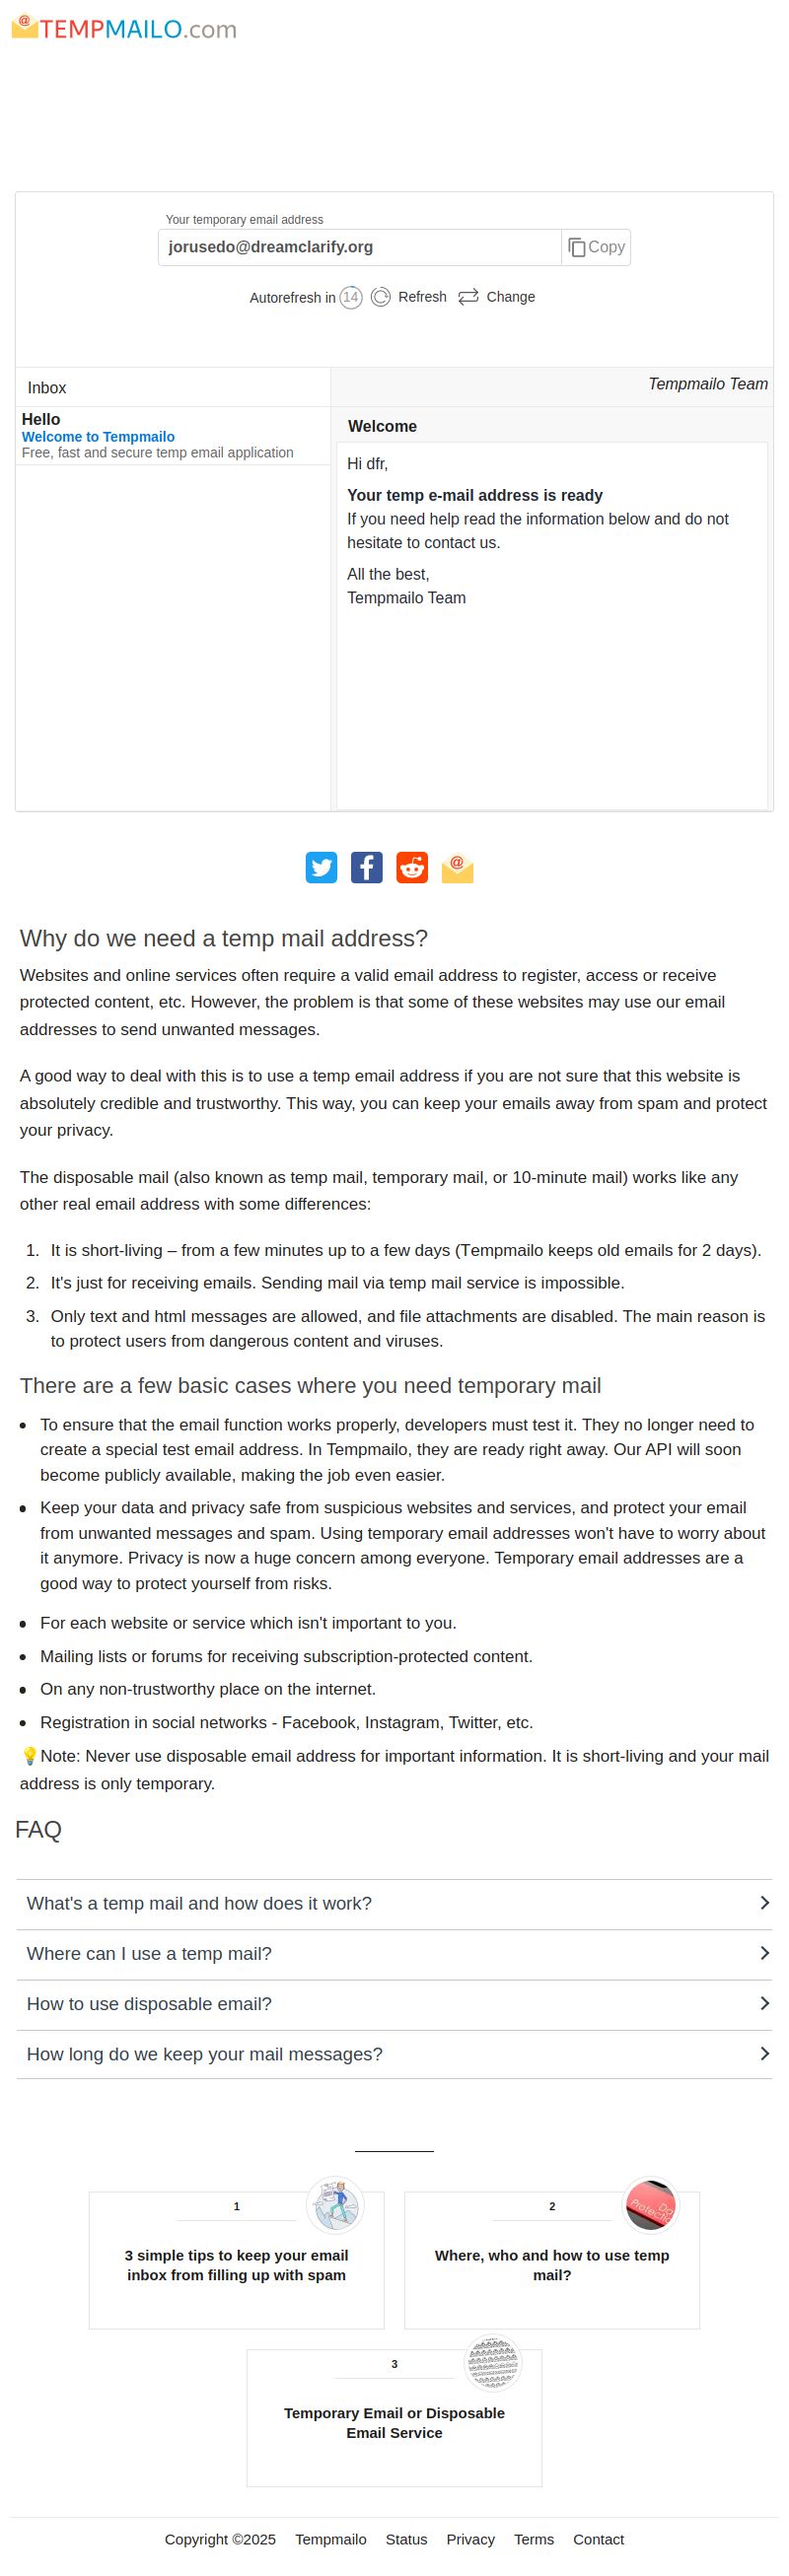 TEMPMAILO.com
Your temporary email address
jorusedo@dreamclarify.org
Copy
Autorefresh in 14 Refresh Change
Inbox
Tempmailo Team
Hello
Welcome to Tempmailo
Free, fast and secure temp email application
Welcome
Hi dfr,
Your temp e-mail address is ready
If you need help read the information below and do not
hesitate to contact us.
All the best,
Tempmailo Team
Why do we need a temp mail address?
Websites and online services often require a valid email address to register, access or receive
protected content, etc. However, the problem is that some of these websites may use our email
addresses to send unwanted messages.
A good way to deal with this is to use a temp email address if you are not sure that this website is
absolutely credible and trustworthy. This way, you can keep your emails away from spam and protect
your privacy.
The disposable mail (also known as temp mail, temporary mail, or 10-minute mail) works like any
other real email address with some differences:
1. It is short-living – from a few minutes up to a few days (Tempmailo keeps old emails for 2 days).
2. It's just for receiving emails. Sending mail via temp mail service is impossible.
3. Only text and html messages are allowed, and file attachments are disabled. The main reason is
to protect users from dangerous content and viruses.
There are a few basic cases where you need temporary mail
• To ensure that the email function works properly, developers must test it. They no longer need to
create a special test email address. In Tempmailo, they are ready right away. Our API will soon
become publicly available, making the job even easier.
• Keep your data and privacy safe from suspicious websites and services, and protect your email
from unwanted messages and spam. Using temporary email addresses won't have to worry about
it anymore. Privacy is now a huge concern among everyone. Temporary email addresses are a
good way to protect yourself from risks.
• For each website or service which isn't important to you.
• Mailing lists or forums for receiving subscription-protected content.
• On any non-trustworthy place on the internet.
• Registration in social networks - Facebook, Instagram, Twitter, etc.
💡Note: Never use disposable email address for important information. It is short-living and your mail
address is only temporary.
FAQ
What's a temp mail and how does it work?
Where can I use a temp mail?
How to use disposable email?
How long do we keep your mail messages?
1
3 simple tips to keep your email
inbox from filling up with spam
2
Where, who and how to use temp
mail?
3
Temporary Email or Disposable
Email Service
Copyright ©2025 Tempmailo Status Privacy Terms Contact